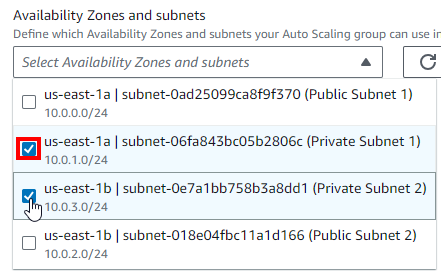 Availability Zones and subnets
Define which Availability Zones and subnets your Auto Scaling group can use in
Select Availability Zones and subnets
us-east-1a | subnet-0ad25099ca8f9f370 (Public Subnet 1)
10.0.0.0/24
us-east-1a | subnet-06fa843bc05b2806c (Private Subnet 1)
10.0.1.0/24
us-east-1b | subnet-0e7a1bb758b3a8dd1 (Private Subnet 2)
10.0.3.0/24
us-east-1b | subnet-018e04fbc11a1d166 (Public Subnet 2)
10.0.2.0/24